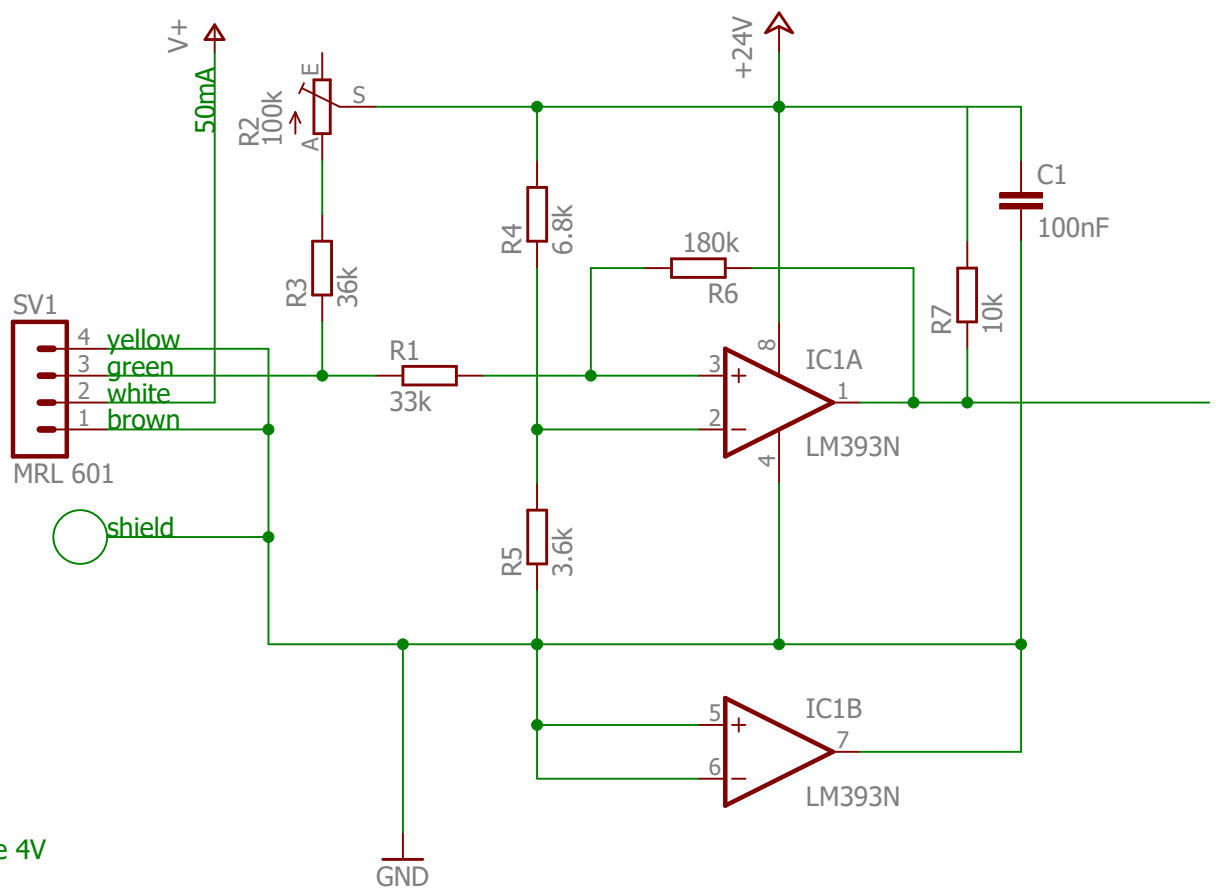 V+
50mA
E
S
A
R2
100k
+24V
C1
100nF
R4
6.8k
180k
R6
R3
36k
R7
10k
SV1
4 yellow
3 green
2 white
1 brown
MRL 601
R1
33k
3
2
+
−
8
4
1
IC1A
LM393N
shield
R5
3.6k
5
6
+
−
7
IC1B
LM393N
e 4V
GND